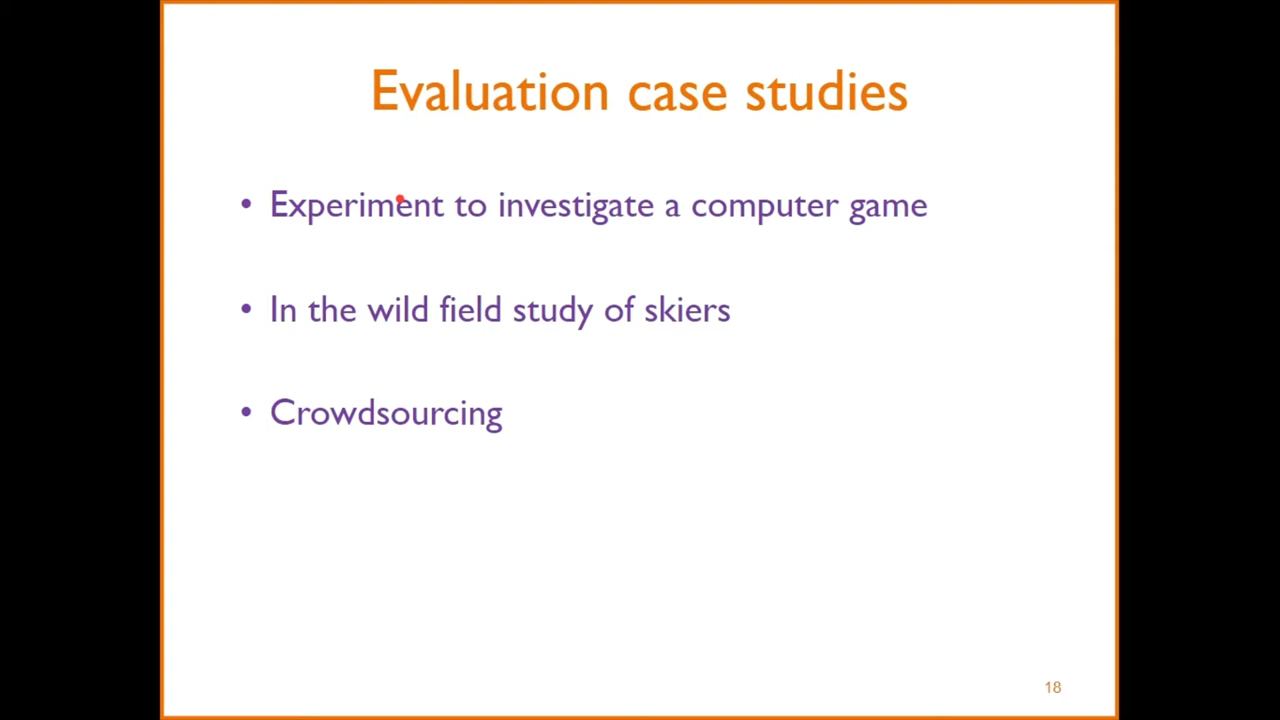 Evaluation case studies
• Experiment to investigate a computer game
• In the wild field study of skiers
• Crowdsourcing
18